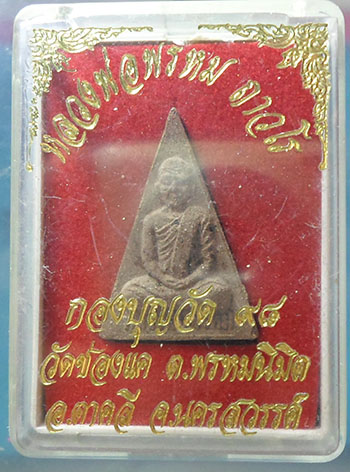 หลวงพ่อพรหม ถาวโร
กองบุญวัด ๙๘
วัดช่องแค ต.พรหมนิมิต
อ.ตาคลี จ.นครสวรรค์